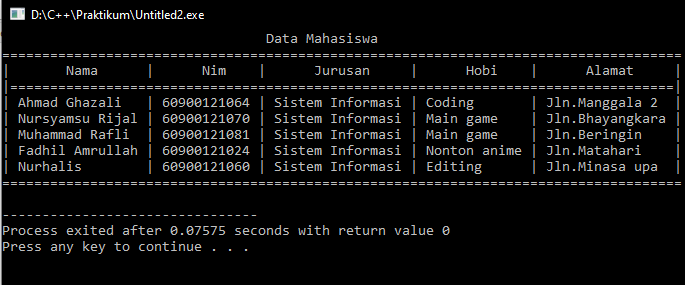 D:\C++\Praktikum\Untitled2.exe
Data Mahasiswa
=====================================================================================
| Nama | Nim | Jurusan | Hobi | Alamat |
|===================================================================================|
| Ahmad Ghazali | 60900121064 | Sistem Informasi | Coding | Jln.Manggala 2 |
| Nursyamsu Rijal | 60900121070 | Sistem Informasi | Main game | Jln.Bhayangkara |
| Muhammad Rafli | 60900121081 | Sistem Informasi | Main game | Jln.Beringin |
| Fadhil Amrullah | 60900121024 | Sistem Informasi | Nonton anime | Jln.Matahari |
| Nurhalis | 60900121060 | Sistem Informasi | Editing | Jln.Minasa upa |
=====================================================================================
--------------------------------
Process exited after 0.07575 seconds with return value 0
Press any key to continue . . .